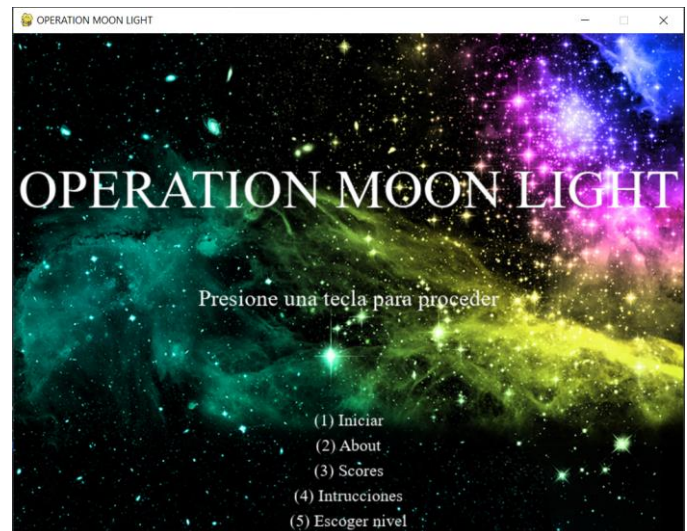 OPERATION MOON LIGHT
OPERATION MOON LIGHT
Presione una tecla para proceder
(1) Iniciar
(2) About
(3) Scores
(4) Intrucciones
(5) Escoger nivel